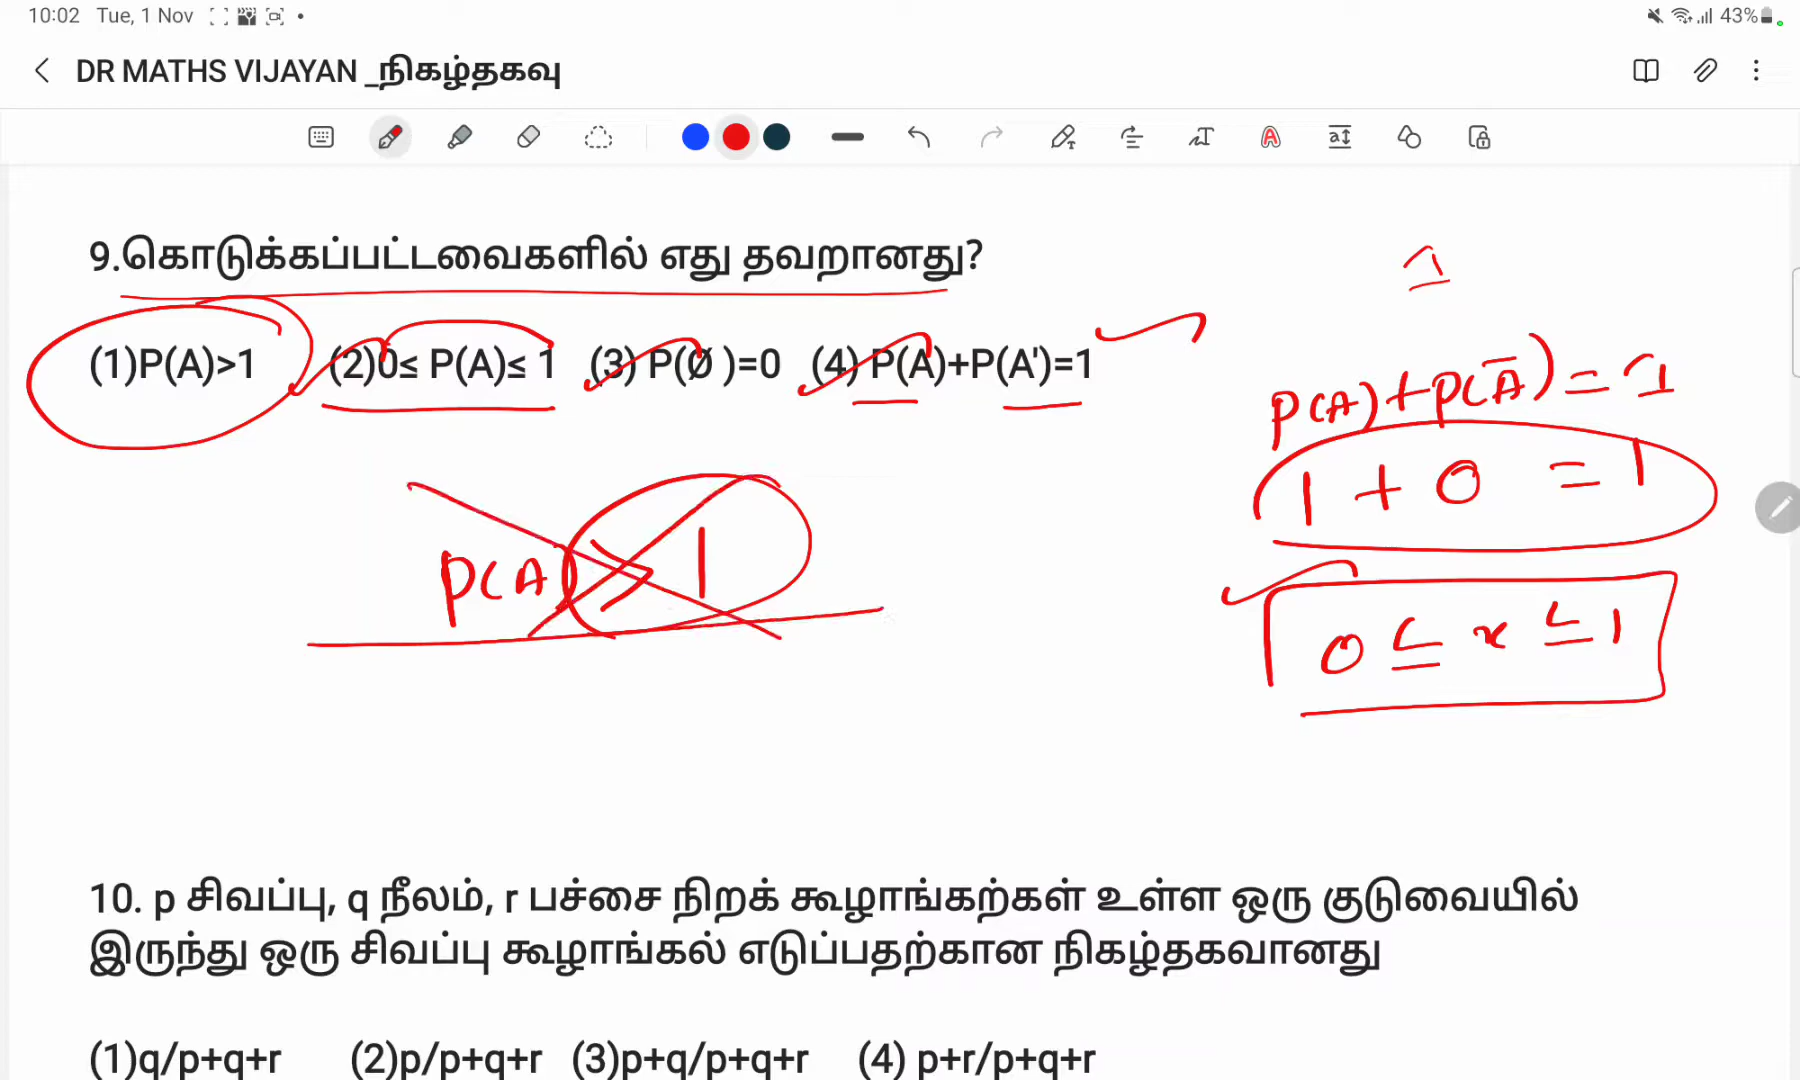 10:02 Tue, 1 Nov
43%
DR MATHS VIJAYAN _நிகழ்தகவு
9.கொடுக்கப்பட்டவைகளில் எது தவறானது?
(1)P(A)>1 (2)0≤ P(A)≤ 1 (3) P(Ø )=0 (4) P(A)+P(A')=1
1
P(A)+P(A̅)=1
1 + 0 = 1
P(A) > 1
0 ≤ x ≤ 1
10. p சிவப்பு, q நீலம், r பச்சை நிறக் கூழாங்கற்கள் உள்ள ஒரு குடுவையில்
இருந்து ஒரு சிவப்பு கூழாங்கல் எடுப்பதற்கான நிகழ்தகவானது
(1)q/p+q+r (2)p/p+q+r (3)p+q/p+q+r (4) p+r/p+q+r